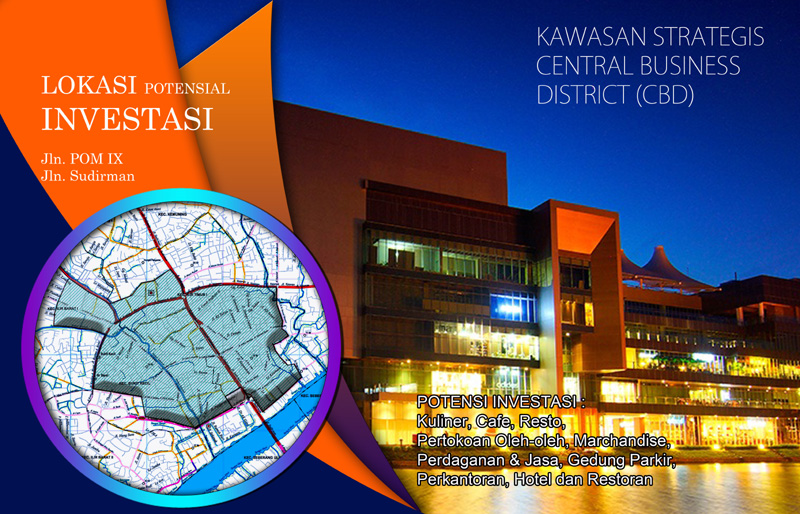 LOKASI POTENSIAL
INVESTASI
Jln. POM IX
Jln. Sudirman
KAWASAN STRATEGIS
CENTRAL BUSINESS
DISTRICT (CBD)
POTENSI INVESTASI :
Kuliner, Cafe, Resto,
Pertokoan Oleh-oleh, Marchandise,
Perdaganan & Jasa, Gedung Parkir,
Perkantoran, Hotel dan Restoran